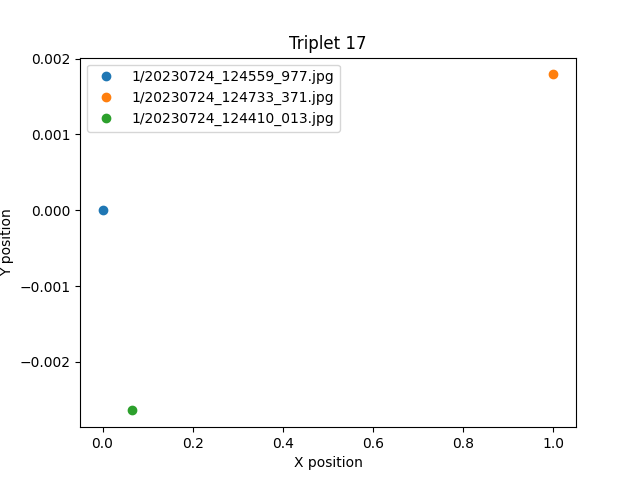 Triplet 17
1/20230724_124559_977.jpg
1/20230724_124733_371.jpg
1/20230724_124410_013.jpg
0.002
0.001
0.000
−0.001
−0.002
Y position
0.0 0.2 0.4 0.6 0.8 1.0
X position